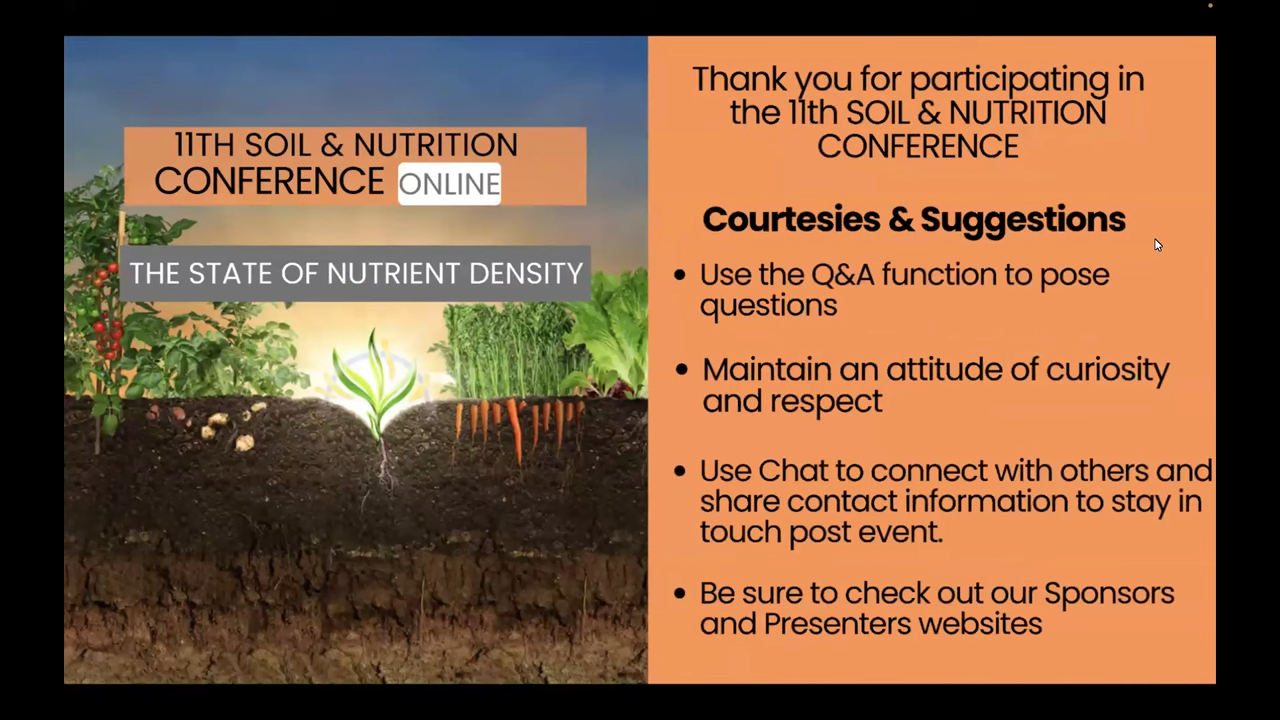 11TH SOIL & NUTRITION
CONFERENCE ONLINE
THE STATE OF NUTRIENT DENSITY
Thank you for participating in
the 11th SOIL & NUTRITION
CONFERENCE
Courtesies & Suggestions
• Use the Q&A function to pose
questions
• Maintain an attitude of curiosity
and respect
• Use Chat to connect with others and
share contact information to stay in
touch post event.
• Be sure to check out our Sponsors
and Presenters websites